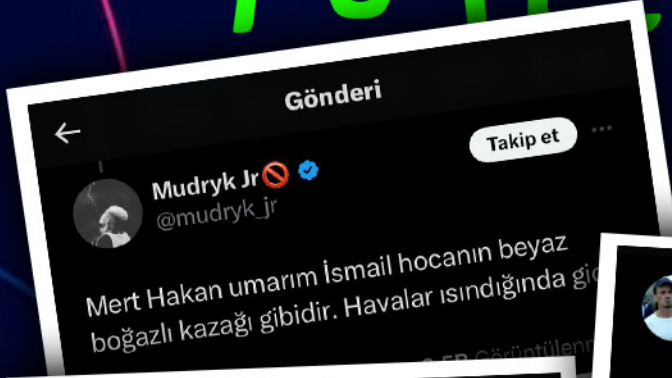 Gönderi
Takip et
Mudryk Jr
@mudryk_jr
Mert Hakan umarım İsmail hocanın beyaz
boğazlı kazağı gibidir. Havalar ısındığında